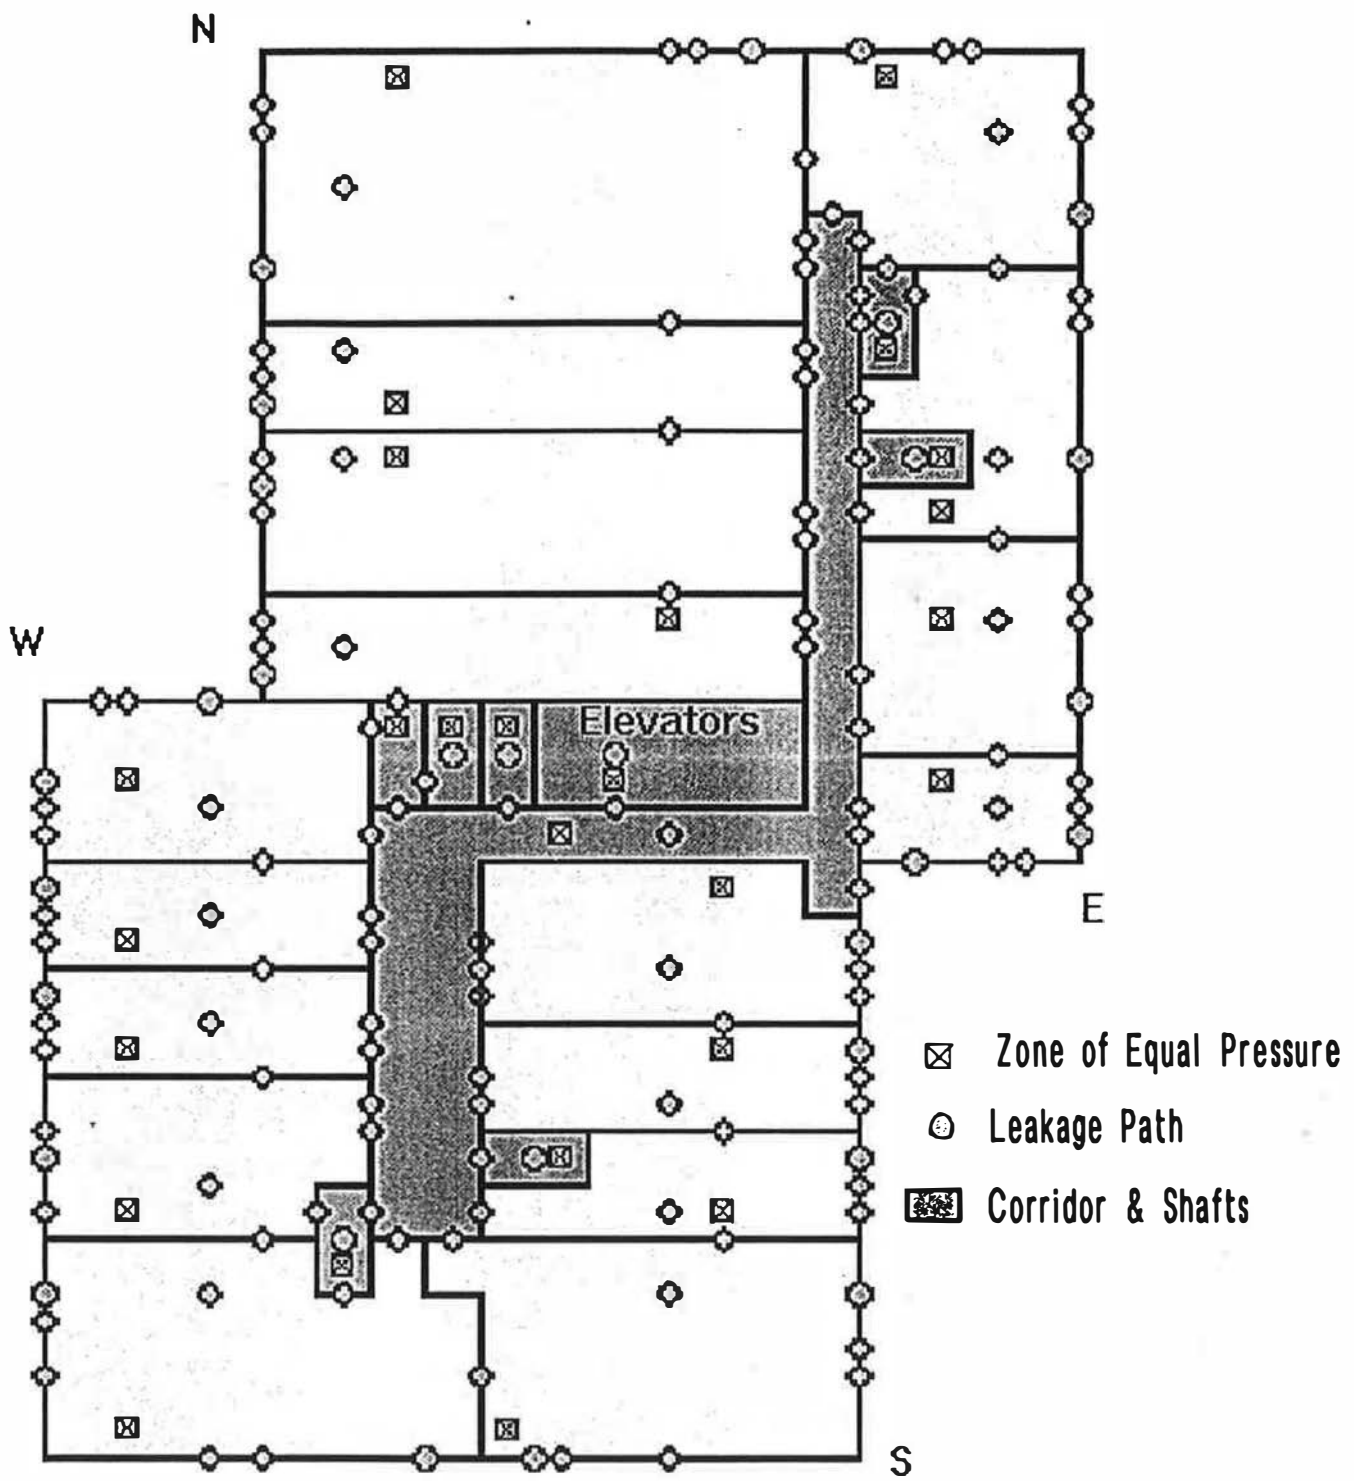 N
W
Elevators
E
Zone of Equal Pressure
Leakage Path
Corridor & Shafts
S